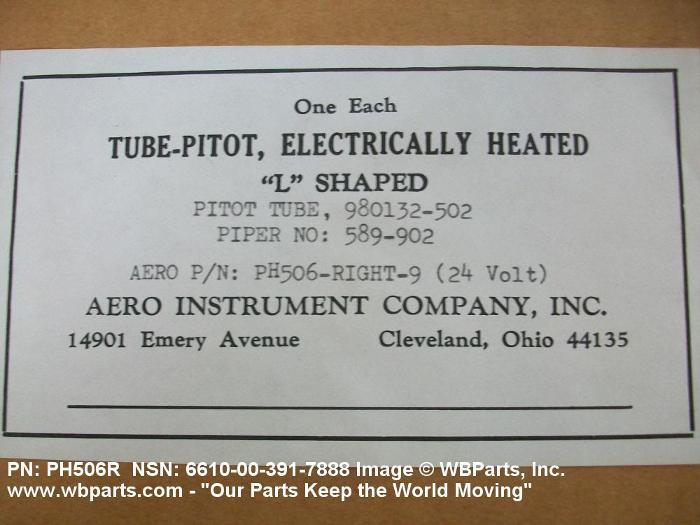 One Each
TUBE-PITOT, ELECTRICALLY HEATED
“L” SHAPED
PITOT TUBE, 980132-502
PIPER NO: 589-902
AERO P/N: PH506-RIGHT-9 (24 Volt)
AERO INSTRUMENT COMPANY, INC.
14901 Emery Avenue Cleveland, Ohio 44135
PN: PH506R NSN: 6610-00-391-7888 Image © WBParts, Inc.
www.wbparts.com - "Our Parts Keep the World Moving"